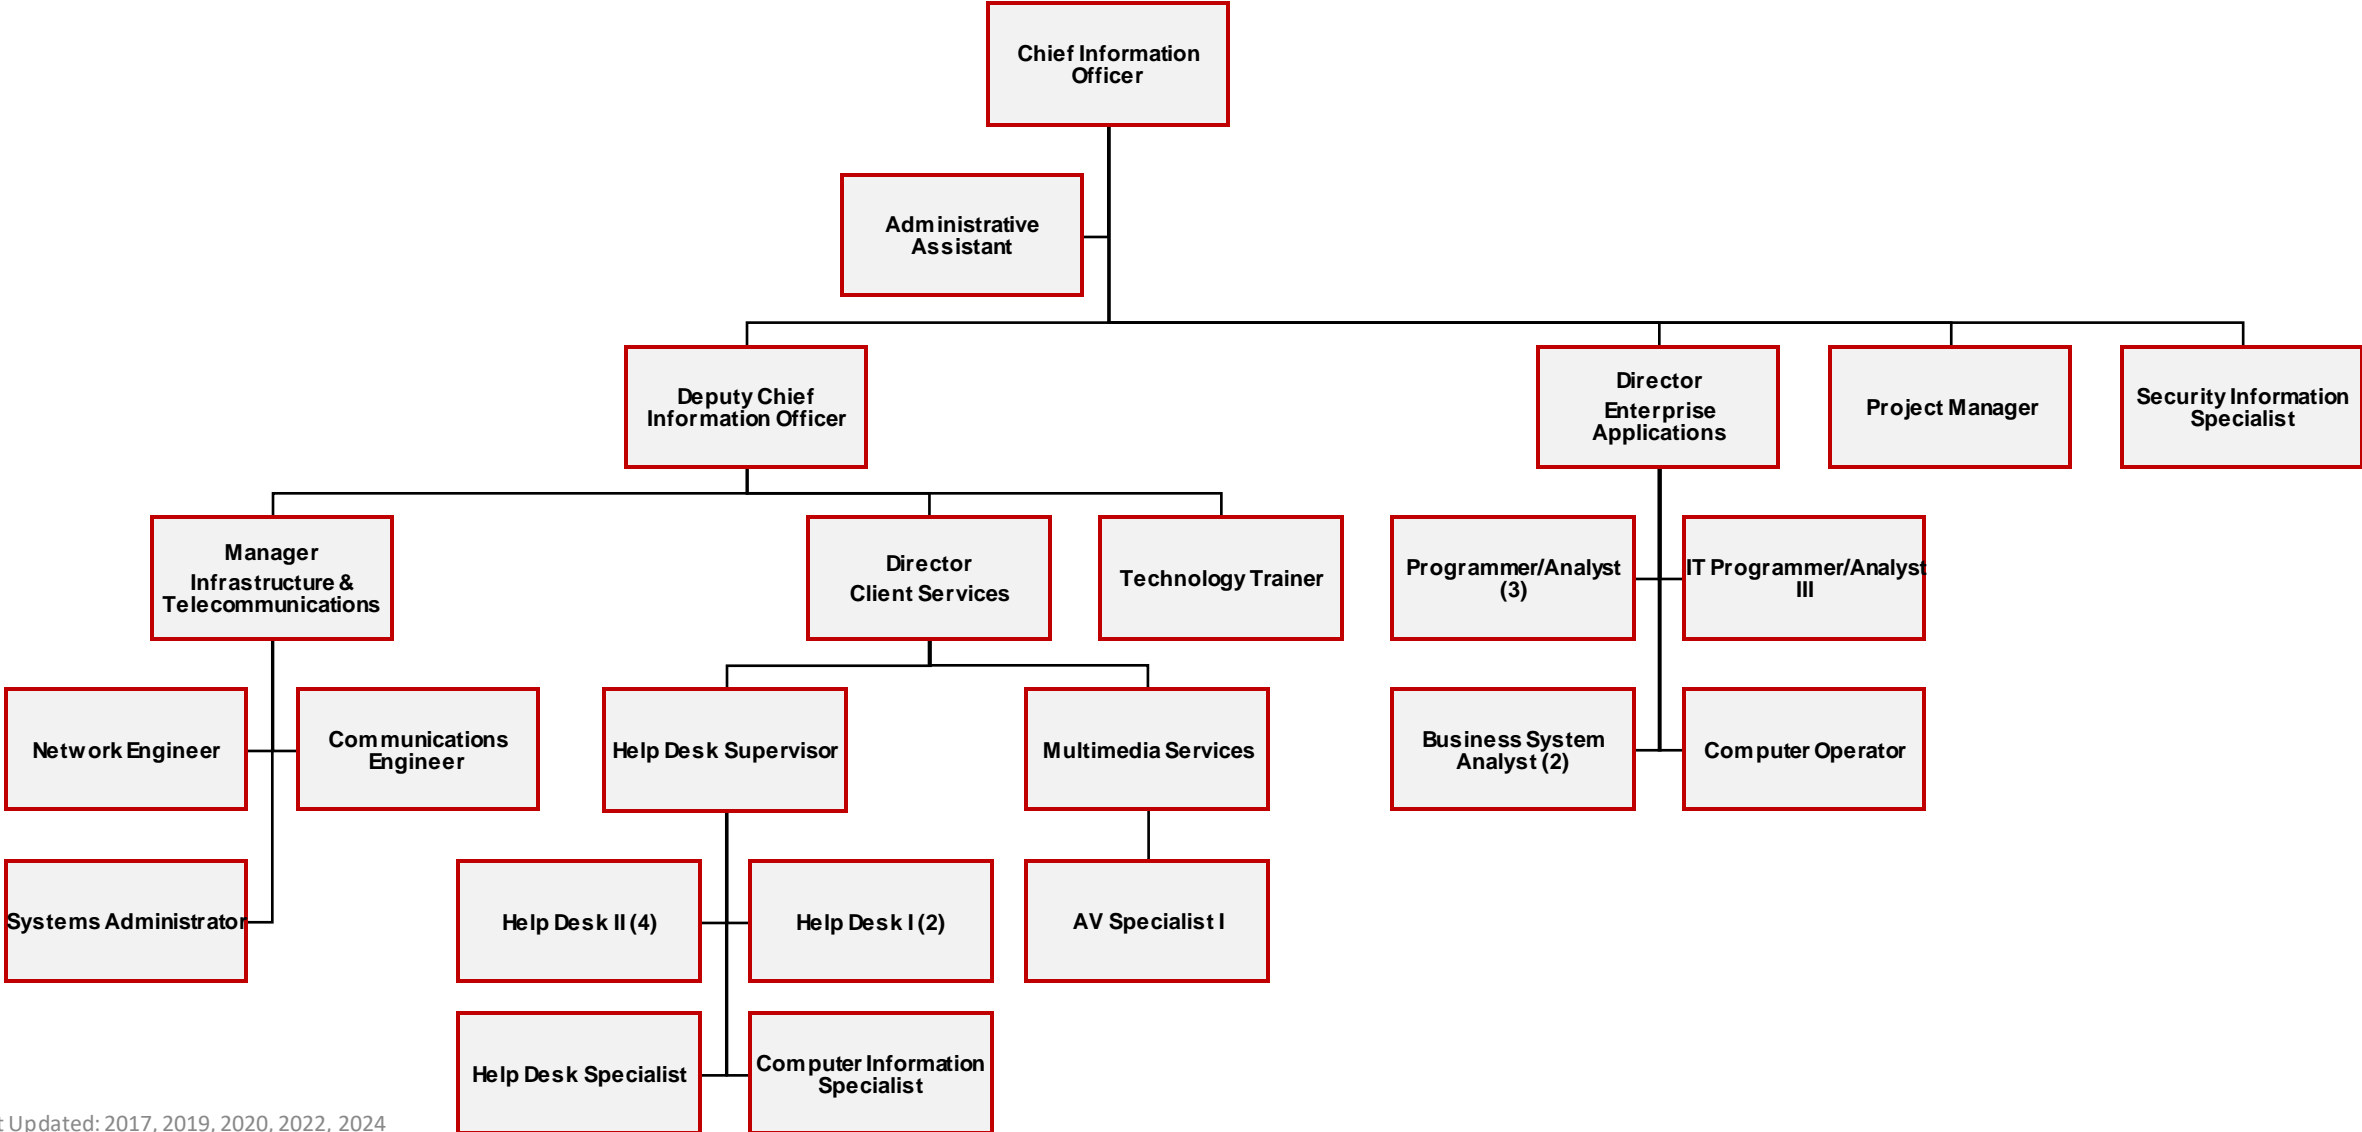 Chief Information
Officer
Administrative
Assistant
Deputy Chief
Information Officer
Director
Enterprise
Applications
Project Manager
Security Information
Specialist
Manager
Infrastructure &
Telecommunications
Director
Client Services
Technology Trainer
Programmer/Analyst
(3)
IT Programmer/Analyst
III
Network Engineer
Communications
Engineer
Help Desk Supervisor
Multimedia Services
Business System
Analyst (2)
Computer Operator
Systems Administrator
Help Desk II (4)
Help Desk I (2)
AV Specialist I
Help Desk Specialist
Computer Information
Specialist
t Updated: 2017, 2019, 2020, 2022, 2024